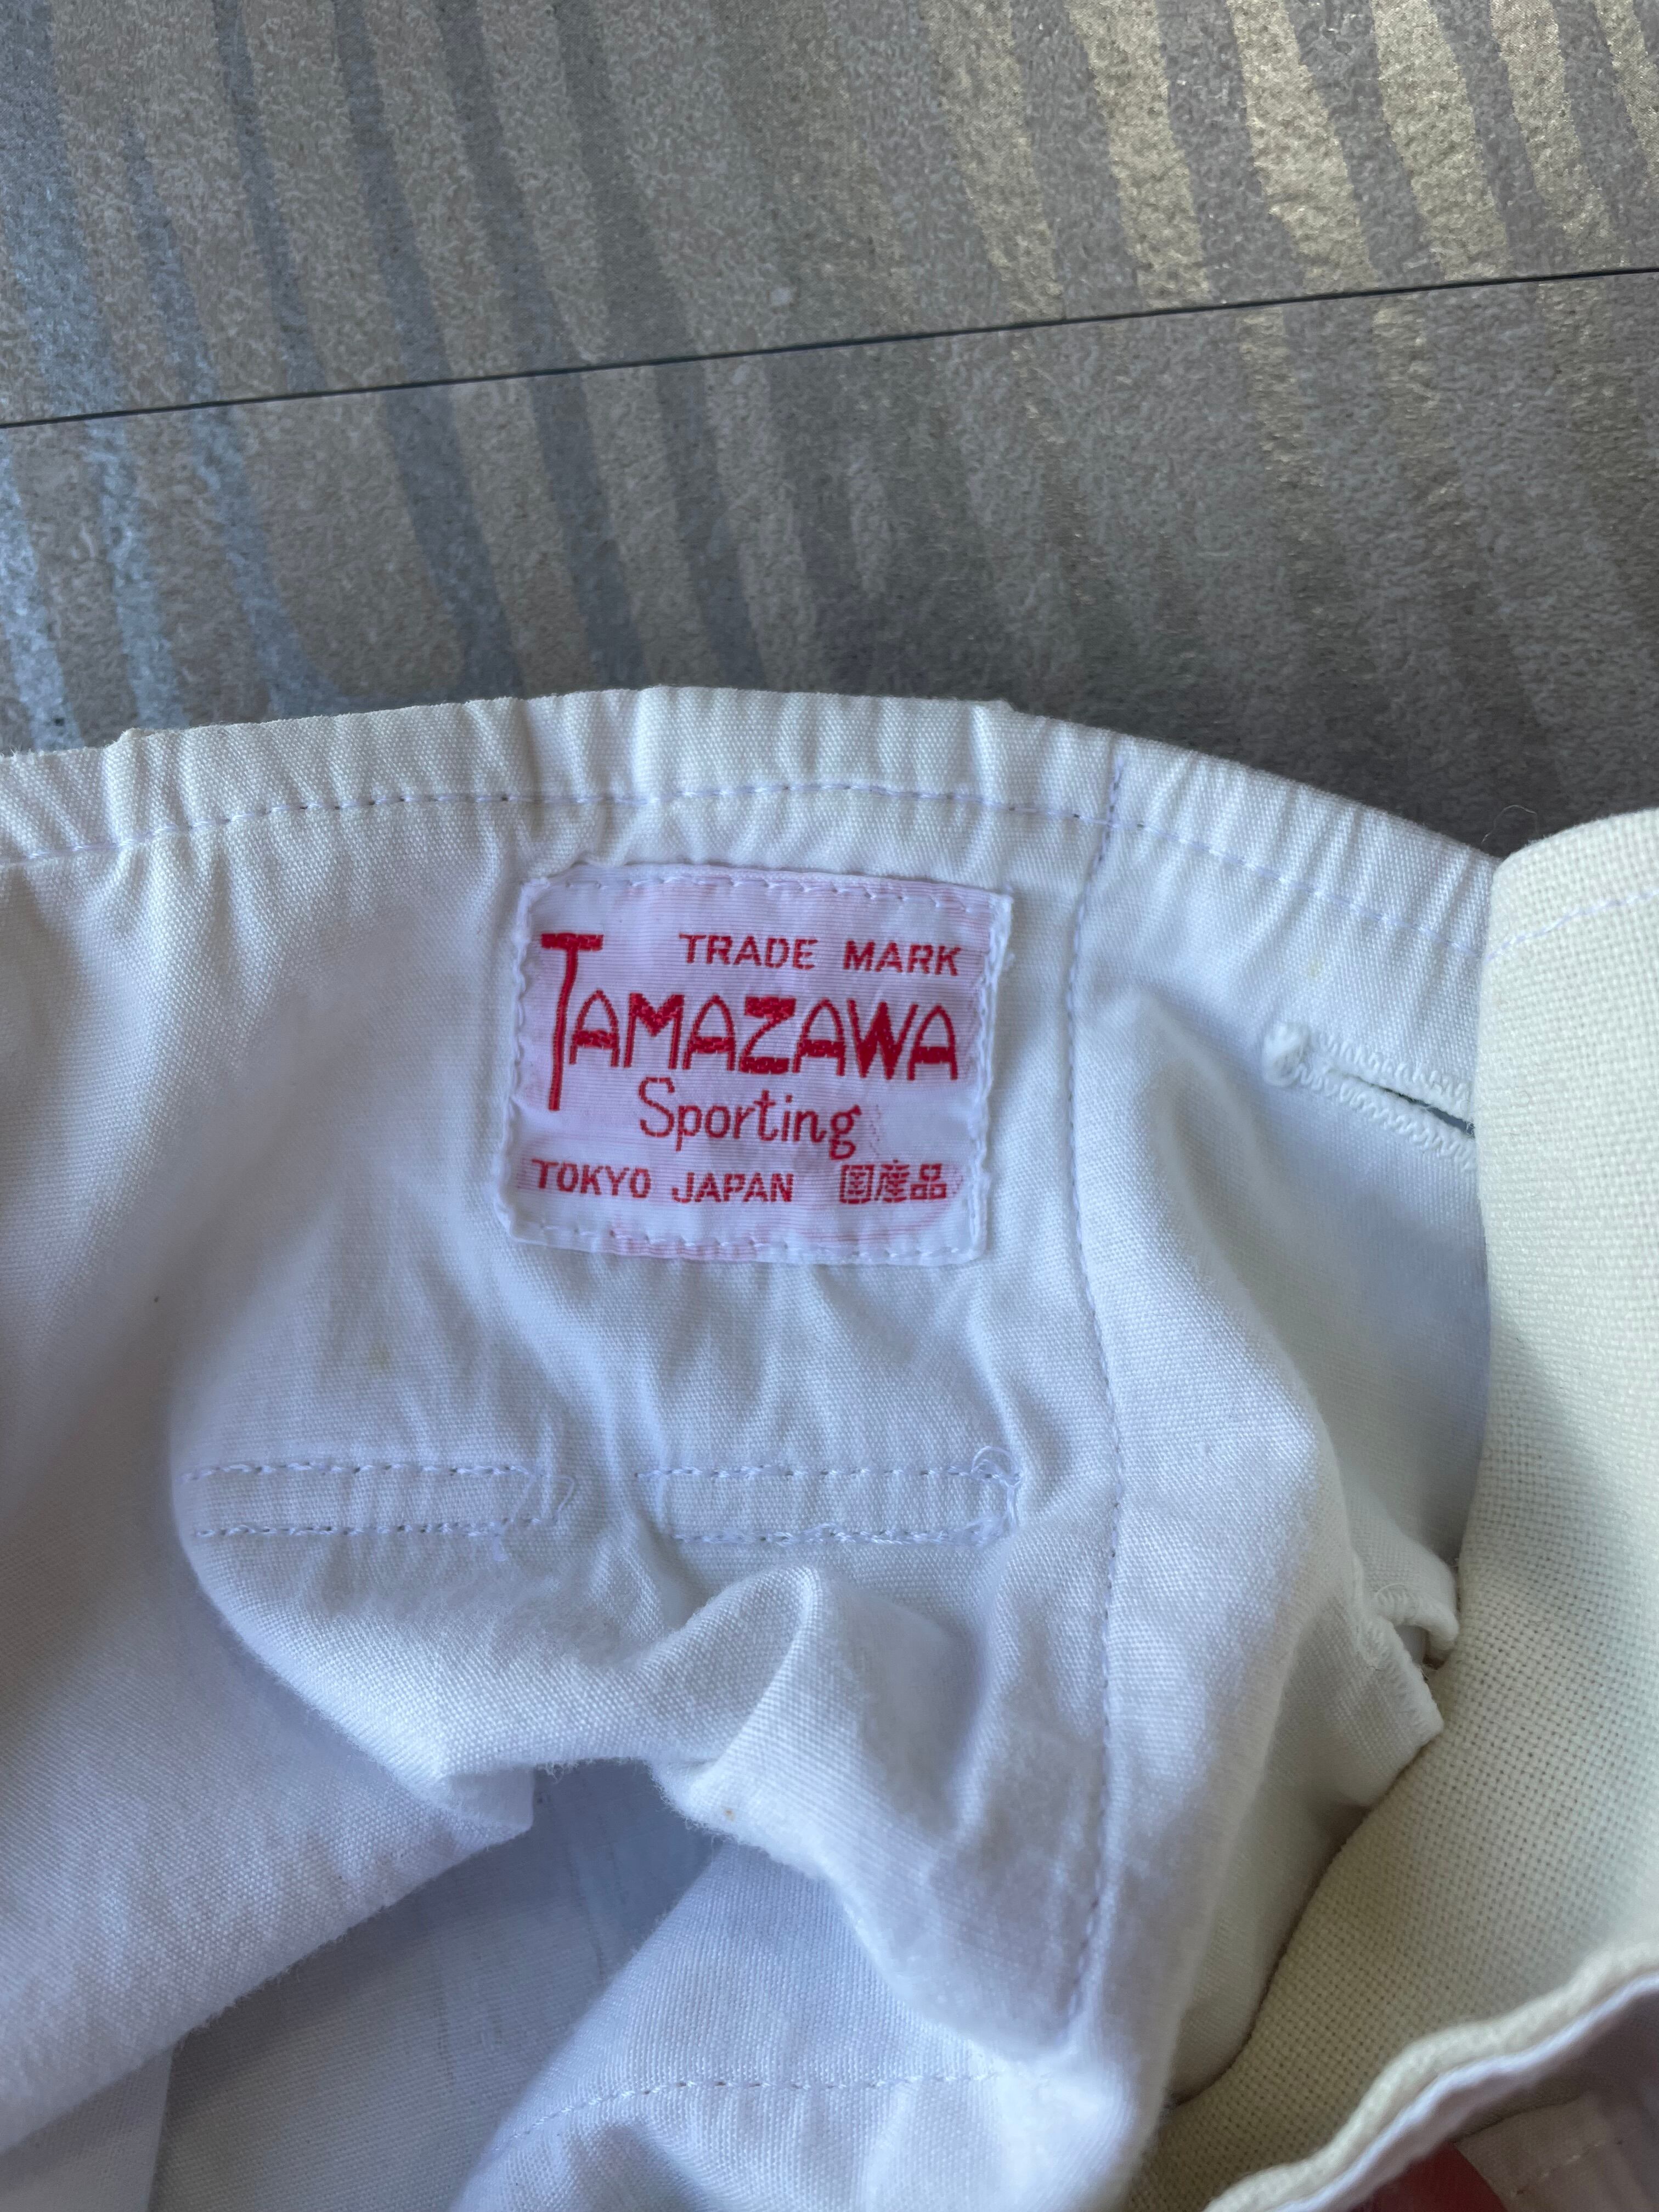 TRADE MARK
TAMAZAWA
Sporting
TOKYO JAPAN 国産品